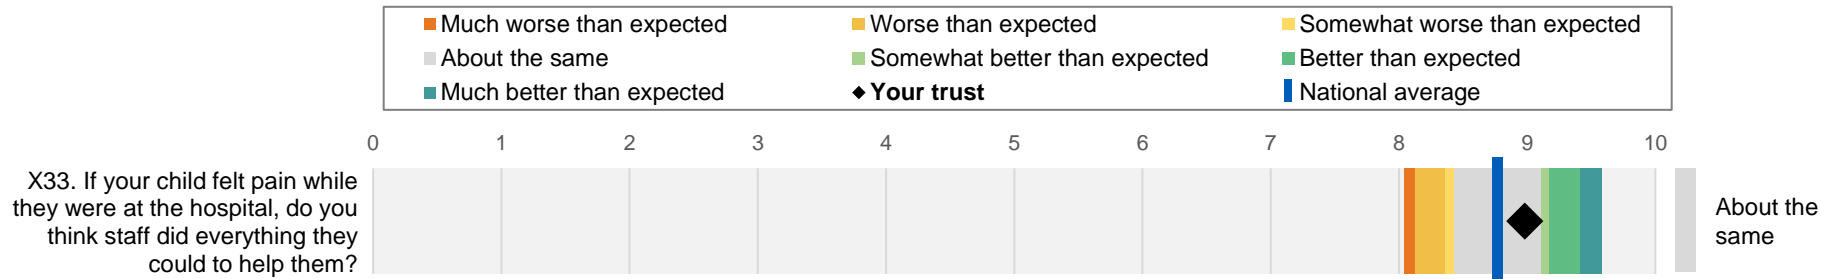 Much worse than expected
Worse than expected
Somewhat worse than expected
About the same
Somewhat better than expected
Better than expected
Much better than expected
Your trust
National average
0 1 2 3 4 5 6 7 8 9 10
X33. If your child felt pain while
they were at the hospital, do you
think staff did everything they
could to help them?
About the
same